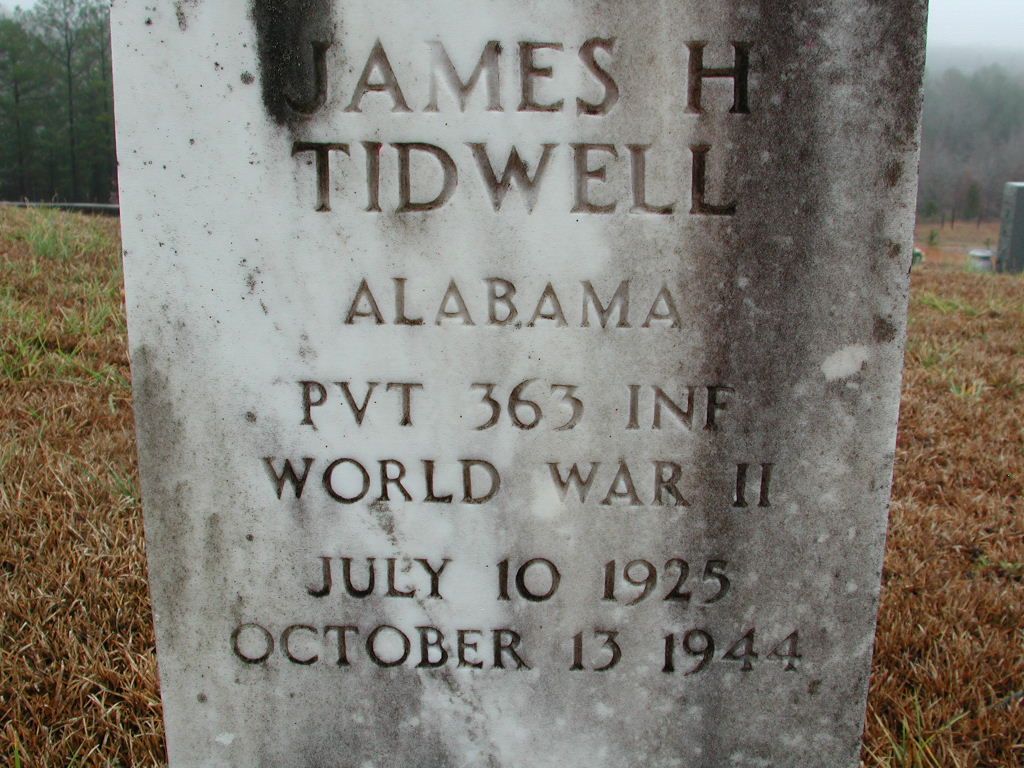 JAMES H
TIDWELL
ALABAMA
PVT 363 INF
WORLD WAR II
JULY 10 1925
OCTOBER 13 1944